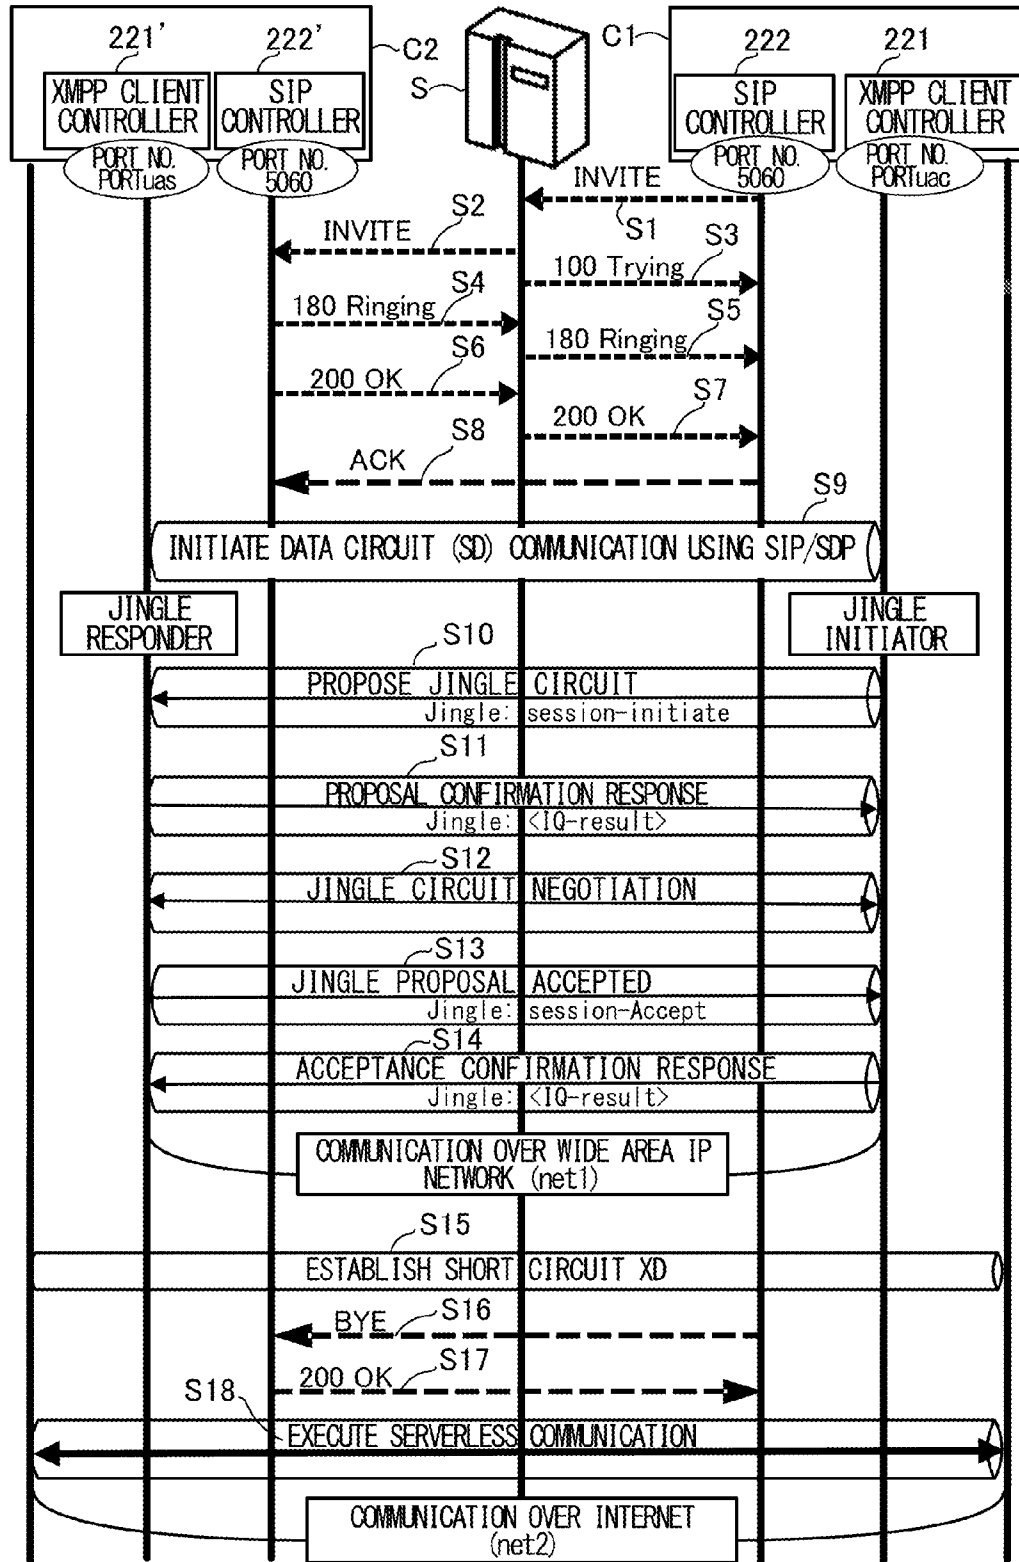 221'
222'
C2
S
C1
222
221
XMPP CLIENT
CONTROLLER
SIP
CONTROLLER
SIP
CONTROLLER
XMPP CLIENT
CONTROLLER
PORT NO.
PORTuas
PORT NO.
5060
PORT NO.
5060
PORT NO.
PORTuac
INVITE
S1
S2
INVITE
S3
100 Trying
S4
180 Ringing
S5
180 Ringing
S6
200 OK
S7
200 OK
S8
ACK
S9
INITIATE DATA CIRCUIT (SD) COMMUNICATION USING SIP/SDP
JINGLE
RESPONDER
JINGLE
INITIATOR
S10
PROPOSE JINGLE CIRCUIT
Jingle: session-initiate
S11
PROPOSAL CONFIRMATION RESPONSE
Jingle: <IQ-result>
S12
JINGLE CIRCUIT NEGOTIATION
S13
JINGLE PROPOSAL ACCEPTED
Jingle: session-Accept
S14
ACCEPTANCE CONFIRMATION RESPONSE
Jingle: <IQ-result>
COMMUNICATION OVER WIDE AREA IP
NETWORK (net1)
S15
ESTABLISH SHORT CIRCUIT XD
S16
BYE
S17
200 OK
S18
EXECUTE SERVERLESS COMMUNICATION
COMMUNICATION OVER INTERNET
(net2)